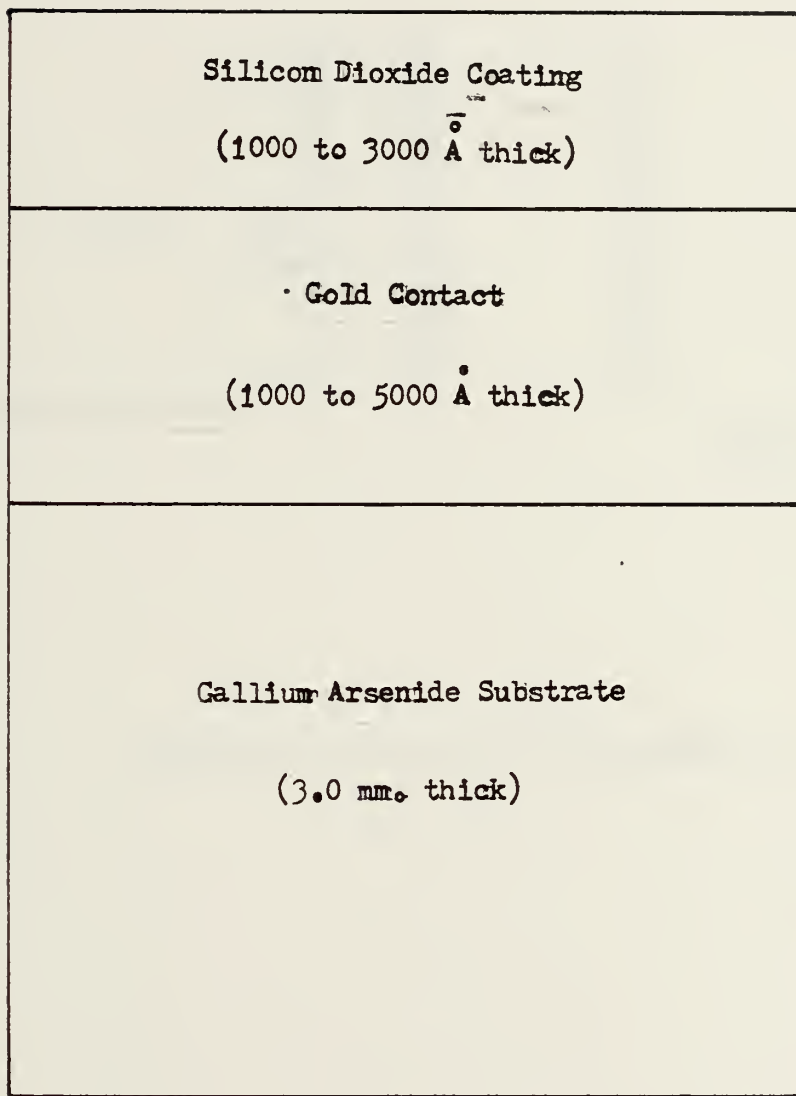 Silicom Dioxide Coating
(1000 to 3000 Å thick)
Gold Contact
(1000 to 5000 Å thick)
Gallium Arsenide Substrate
(3.0 mm. thick)